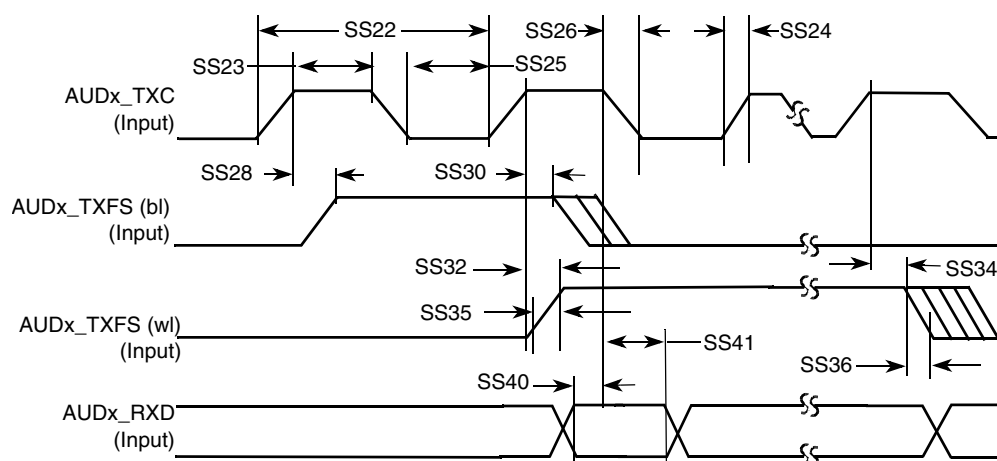 SS22
SS26
SS24
SS23
SS25
AUDx_TXC
(Input)
SS28
SS30
AUDx_TXFS (bl)
(Input)
SS32
SS34
SS35
AUDx_TXFS (wl)
(Input)
SS41
SS36
SS40
AUDx_RXD
(Input)